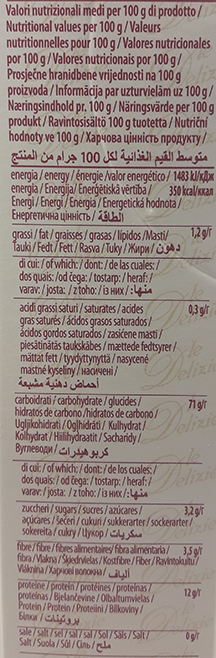 Valori nutrizionali medi per 100 g di prodotto /
Nutritional values per 100 g / Valeurs
nutritionnelles pour 100 g / Valores nutricionales
por 100 g / Valores nutricionais por 100 g /
Prosječne hranidbene vrijednosti na 100 g
proizvoda / Informācija par uzturvielām uz 100 g /
Næringsindhold pr. 100 g / Näringsvärde per 100 g
produkt / Ravintosisältö 100 g tuotetta / Nutriční
hodnoty ve 100 g / Харчова цінність продукту /
متوسط القيم الغذائية لكل 100 جرام من المنتج
energia / energy / énergie /valor energético / 1483 kJ/кДж
energía / Energija/ Enerģētiskā vērtība / 350 kcal/ккал
Energi / Energi / Energia / Energetická hodnota /
Енергетична цінність / الطاقة
grassi / fat / graisses / grasas / lípidos /Masti/ 1,2 g/г
Tauki / Fedt / Fett / Rasva / Tuky / Жири / دهون
di cui: / of which: / dont: / de las cuales:
dos quais: /od čega: / tostarp: / heraf: /
varav: / josta: / z toho: / із них / منها:
acidi grassi saturi / saturates / acides 0,3 g/г
gras saturés / ácidos grasos saturados /
ácidos gordos saturados / zasićene masti /
piesātinātās taukskābes / mættede fedtsyrer /
mättat fett / tyydyttynyttä / nasycené
mastné kyseliny / насичені /
أحماض دهنية مشبعة
carboidrati / carbohydrate / glucides / 71 g/г
hidratos de carbono / hidratos de carbono /
Ugljikohidrati / Ogļhidrāti / Kulhydrat /
Kolhydrat / Hiilihydraatit / Sacharidy /
Вуглеводи / كربوهيدرات
di cui: / of which: / dont: / de los cuales:
dos quais: / od čega: / tostarp: / heraf: /
varav: / josta: / z toho: / із них / منها:
zuccheri / sugars / sucres / azúcares / 3,2 g/г
açúcares / šećeri / cukuri / sukkerarter / sockerarter /
sokereita / cukry / Цукор / سكريات
fibre / fibre / fibres alimentaires/ fibra alimentaria / 3,5 g/г
fibra / Vlakna / Šķiedrvielas / Kostfibre / Fiber / Ravintokuitu /
Vláknina / Харчові волокна / ألياف
proteine / protein / protéines / proteínas / 12 g/г
proteínas / Bjelančevine / Olbaltumvielas /
Protein / Protein / Proteiini / Bílkoviny /
Білки / بروتينات
sale / salt / sel / sal / sal / Sol / Sāls / Salt / 0 g/г
Salt / Suola / Sůl / Сіль / ملح